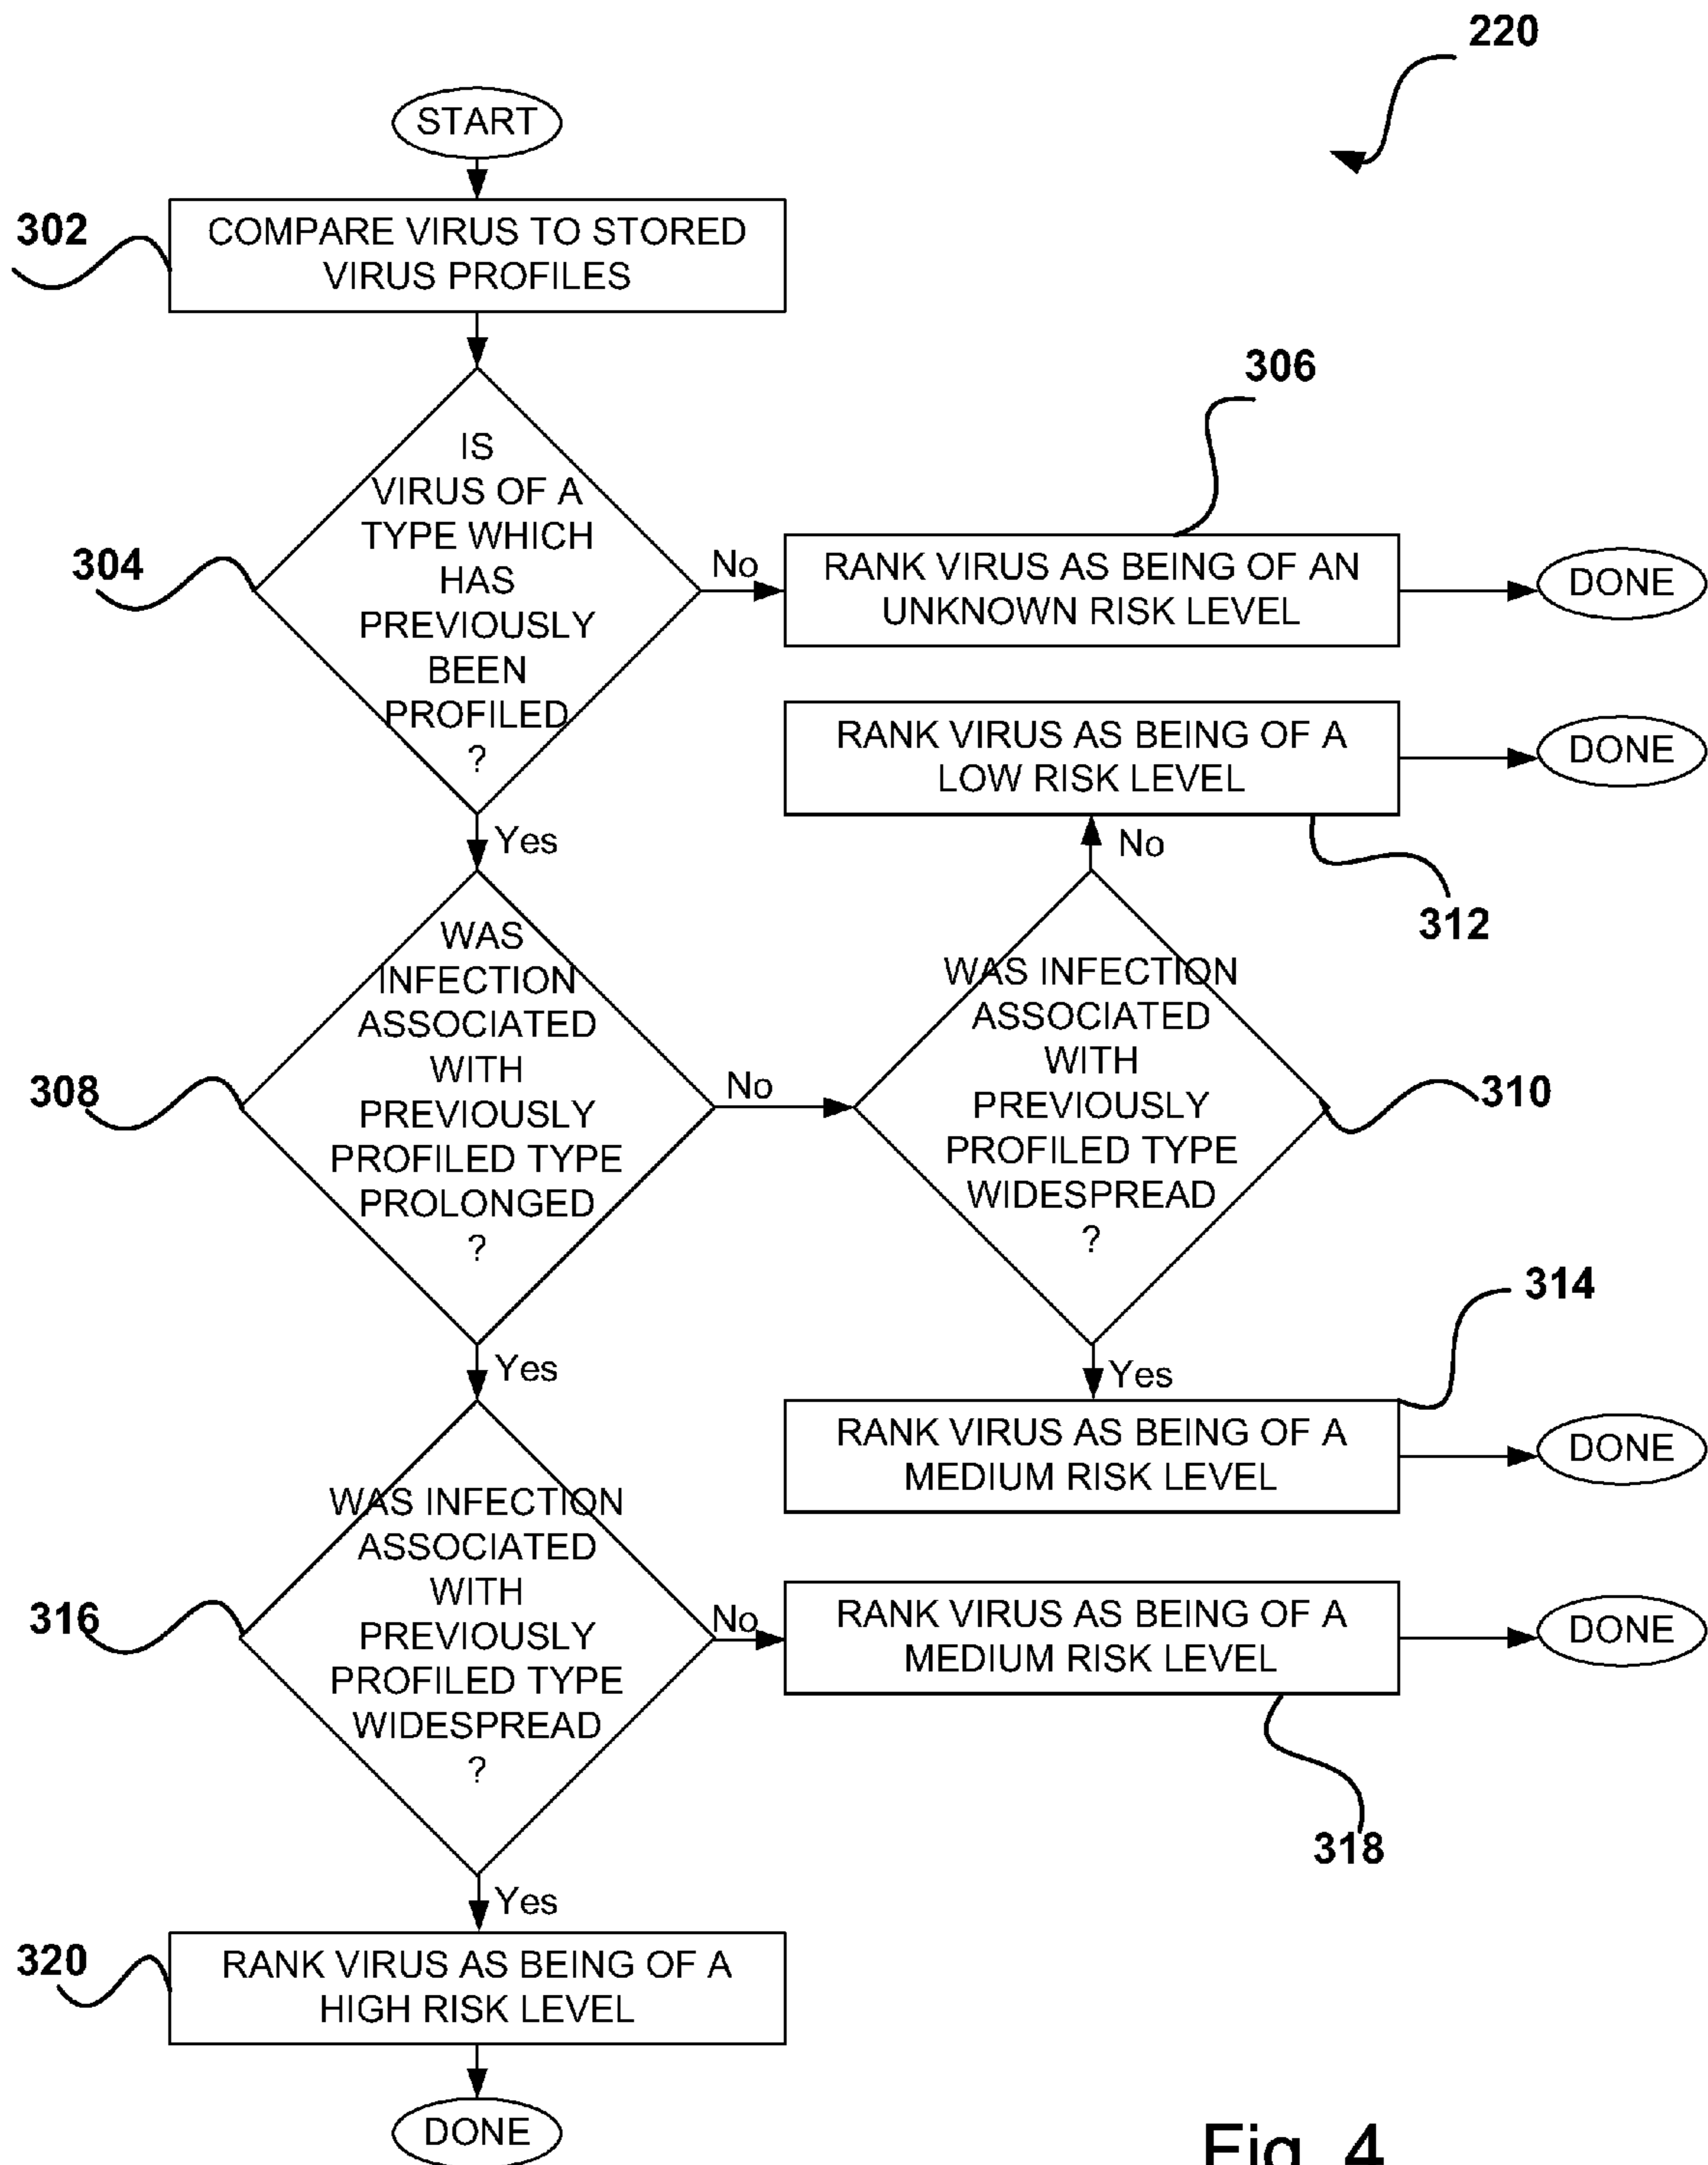 220
START
302
COMPARE VIRUS TO STORED
VIRUS PROFILES
304
IS
VIRUS OF A
TYPE WHICH
HAS
PREVIOUSLY
BEEN
PROFILED
?
No
306
RANK VIRUS AS BEING OF AN
UNKNOWN RISK LEVEL
DONE
RANK VIRUS AS BEING OF A
LOW RISK LEVEL
DONE
312
Yes
No
308
WAS
INFECTION
ASSOCIATED
WITH
PREVIOUSLY
PROFILED TYPE
PROLONGED
?
No
WAS INFECTION
ASSOCIATED
WITH
PREVIOUSLY
PROFILED TYPE
WIDESPREAD
?
310
Yes
Yes
314
RANK VIRUS AS BEING OF A
MEDIUM RISK LEVEL
DONE
316
WAS INFECTION
ASSOCIATED
WITH
PREVIOUSLY
PROFILED TYPE
WIDESPREAD
?
No
RANK VIRUS AS BEING OF A
MEDIUM RISK LEVEL
DONE
318
Yes
320
RANK VIRUS AS BEING OF A
HIGH RISK LEVEL
DONE
Fig. 4